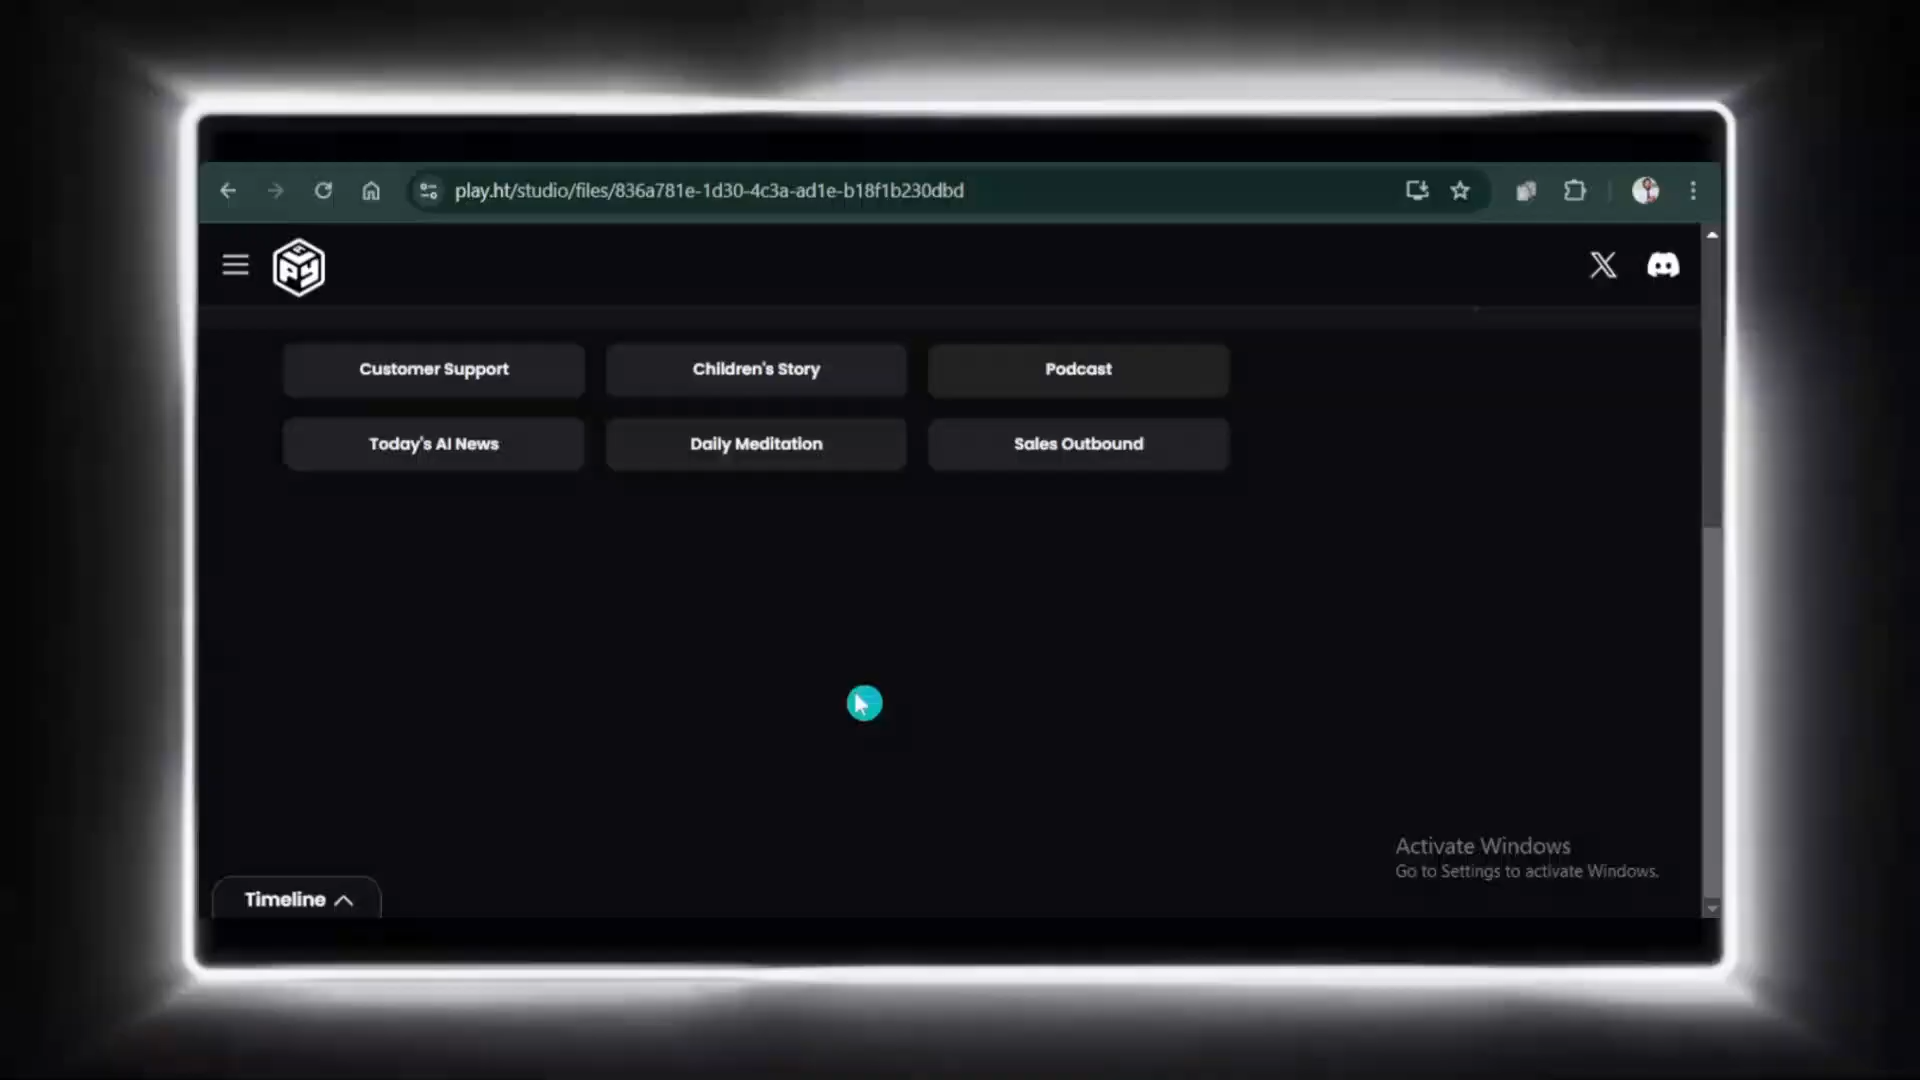 play.ht/studio/files/836a781e-1d30-4c3a-ad1e-b18f1b230dbd
PLAY
Customer Support
Children's Story
Podcast
Today's AI News
Daily Meditation
Sales Outbound
Activate Windows
Go to Settings to activate Windows.
Timeline